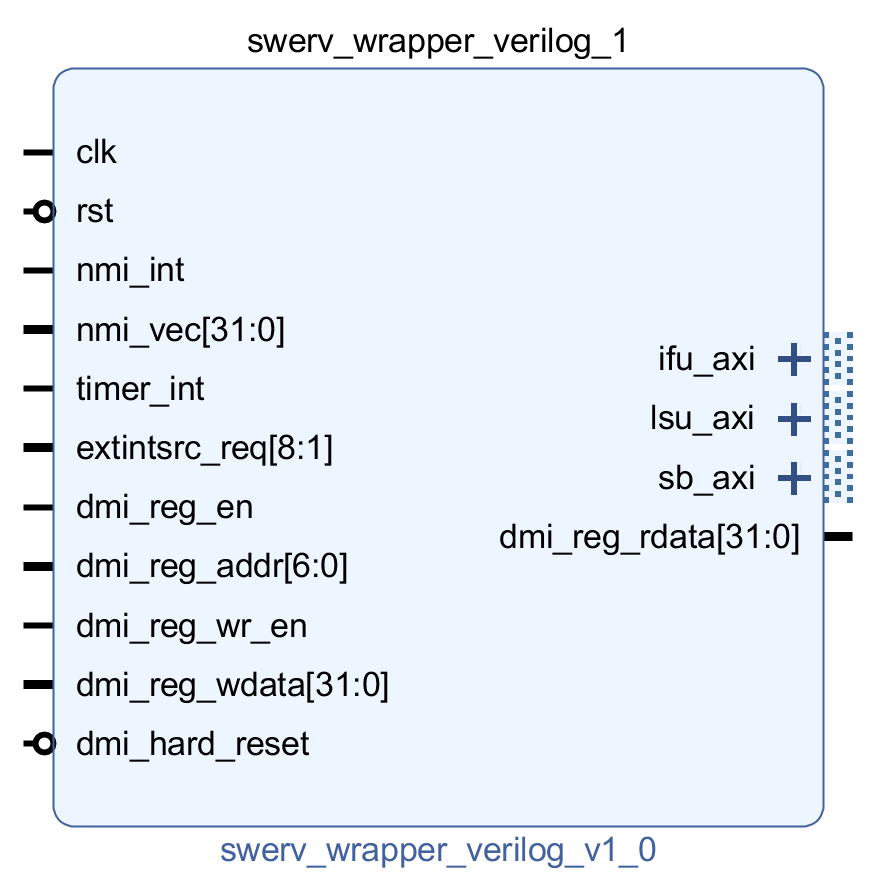 swerv_wrapper_verilog_1
clk
rst
nmi_int
nmi_vec[31:0]
timer_int
extintsrc_req[8:1]
dmi_reg_en
dmi_reg_addr[6:0]
dmi_reg_wr_en
dmi_reg_wdata[31:0]
dmi_hard_reset
ifu_axi
lsu_axi
sb_axi
dmi_reg_rdata[31:0]
swerv_wrapper_verilog_v1_0